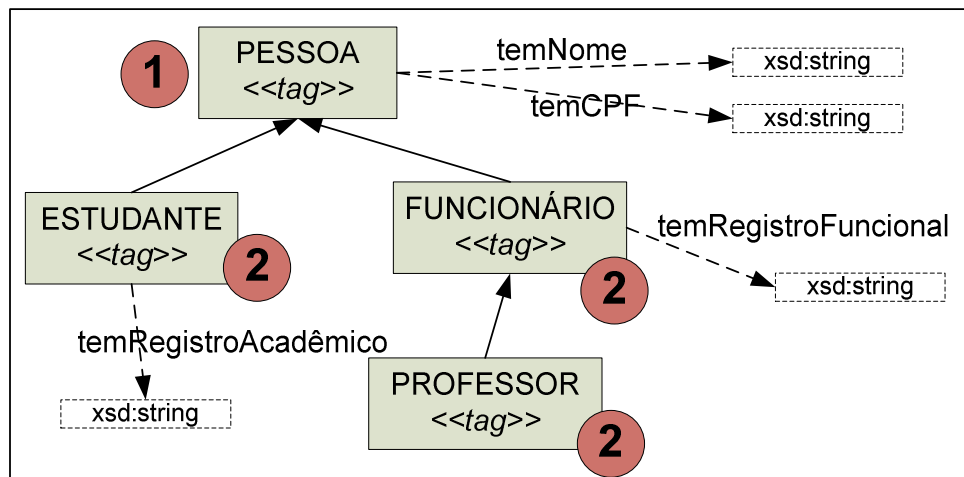 PESSOA
<<tag>>
1
temNome
xsd:string
temCPF
xsd:string
ESTUDANTE
<<tag>>
2
FUNCIONÁRIO
<<tag>>
2
temRegistroFuncional
xsd:string
temRegistroAcadêmico
xsd:string
PROFESSOR
<<tag>>
2